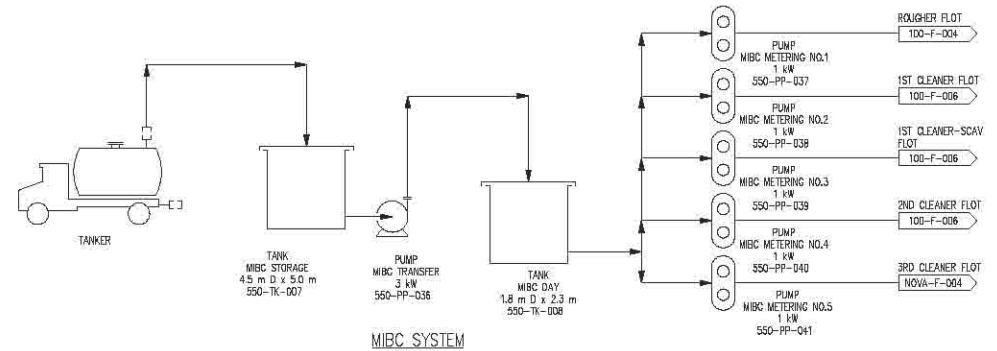 TANKER
TANK
MIBC STORAGE
4.5 m D x 5.0 m
550-TK-007
PUMP
MIBC TRANSFER
3 kW
550-PP-036
TANK
MIBC DAY
1.8 m D x 2.3 m
550-TK-008
PUMP
MIBC METERING NO.1
1 kW
550-PP-037
PUMP
MIBC METERING NO.2
1 kW
550-PP-038
PUMP
MIBC METERING NO.3
1 kW
550-PP-039
PUMP
MIBC METERING NO.4
1 kW
550-PP-040
PUMP
MIBC METERING NO.5
1 kW
550-PP-041
ROUGHER FLOT
100-F-004
1ST CLEANER FLOT
100-F-006
1ST CLEANER-SCAV
FLOT
100-F-006
2ND CLEANER FLOT
100-F-006
3RD CLEANER FLOT
NOVA-F-004
MIBC SYSTEM